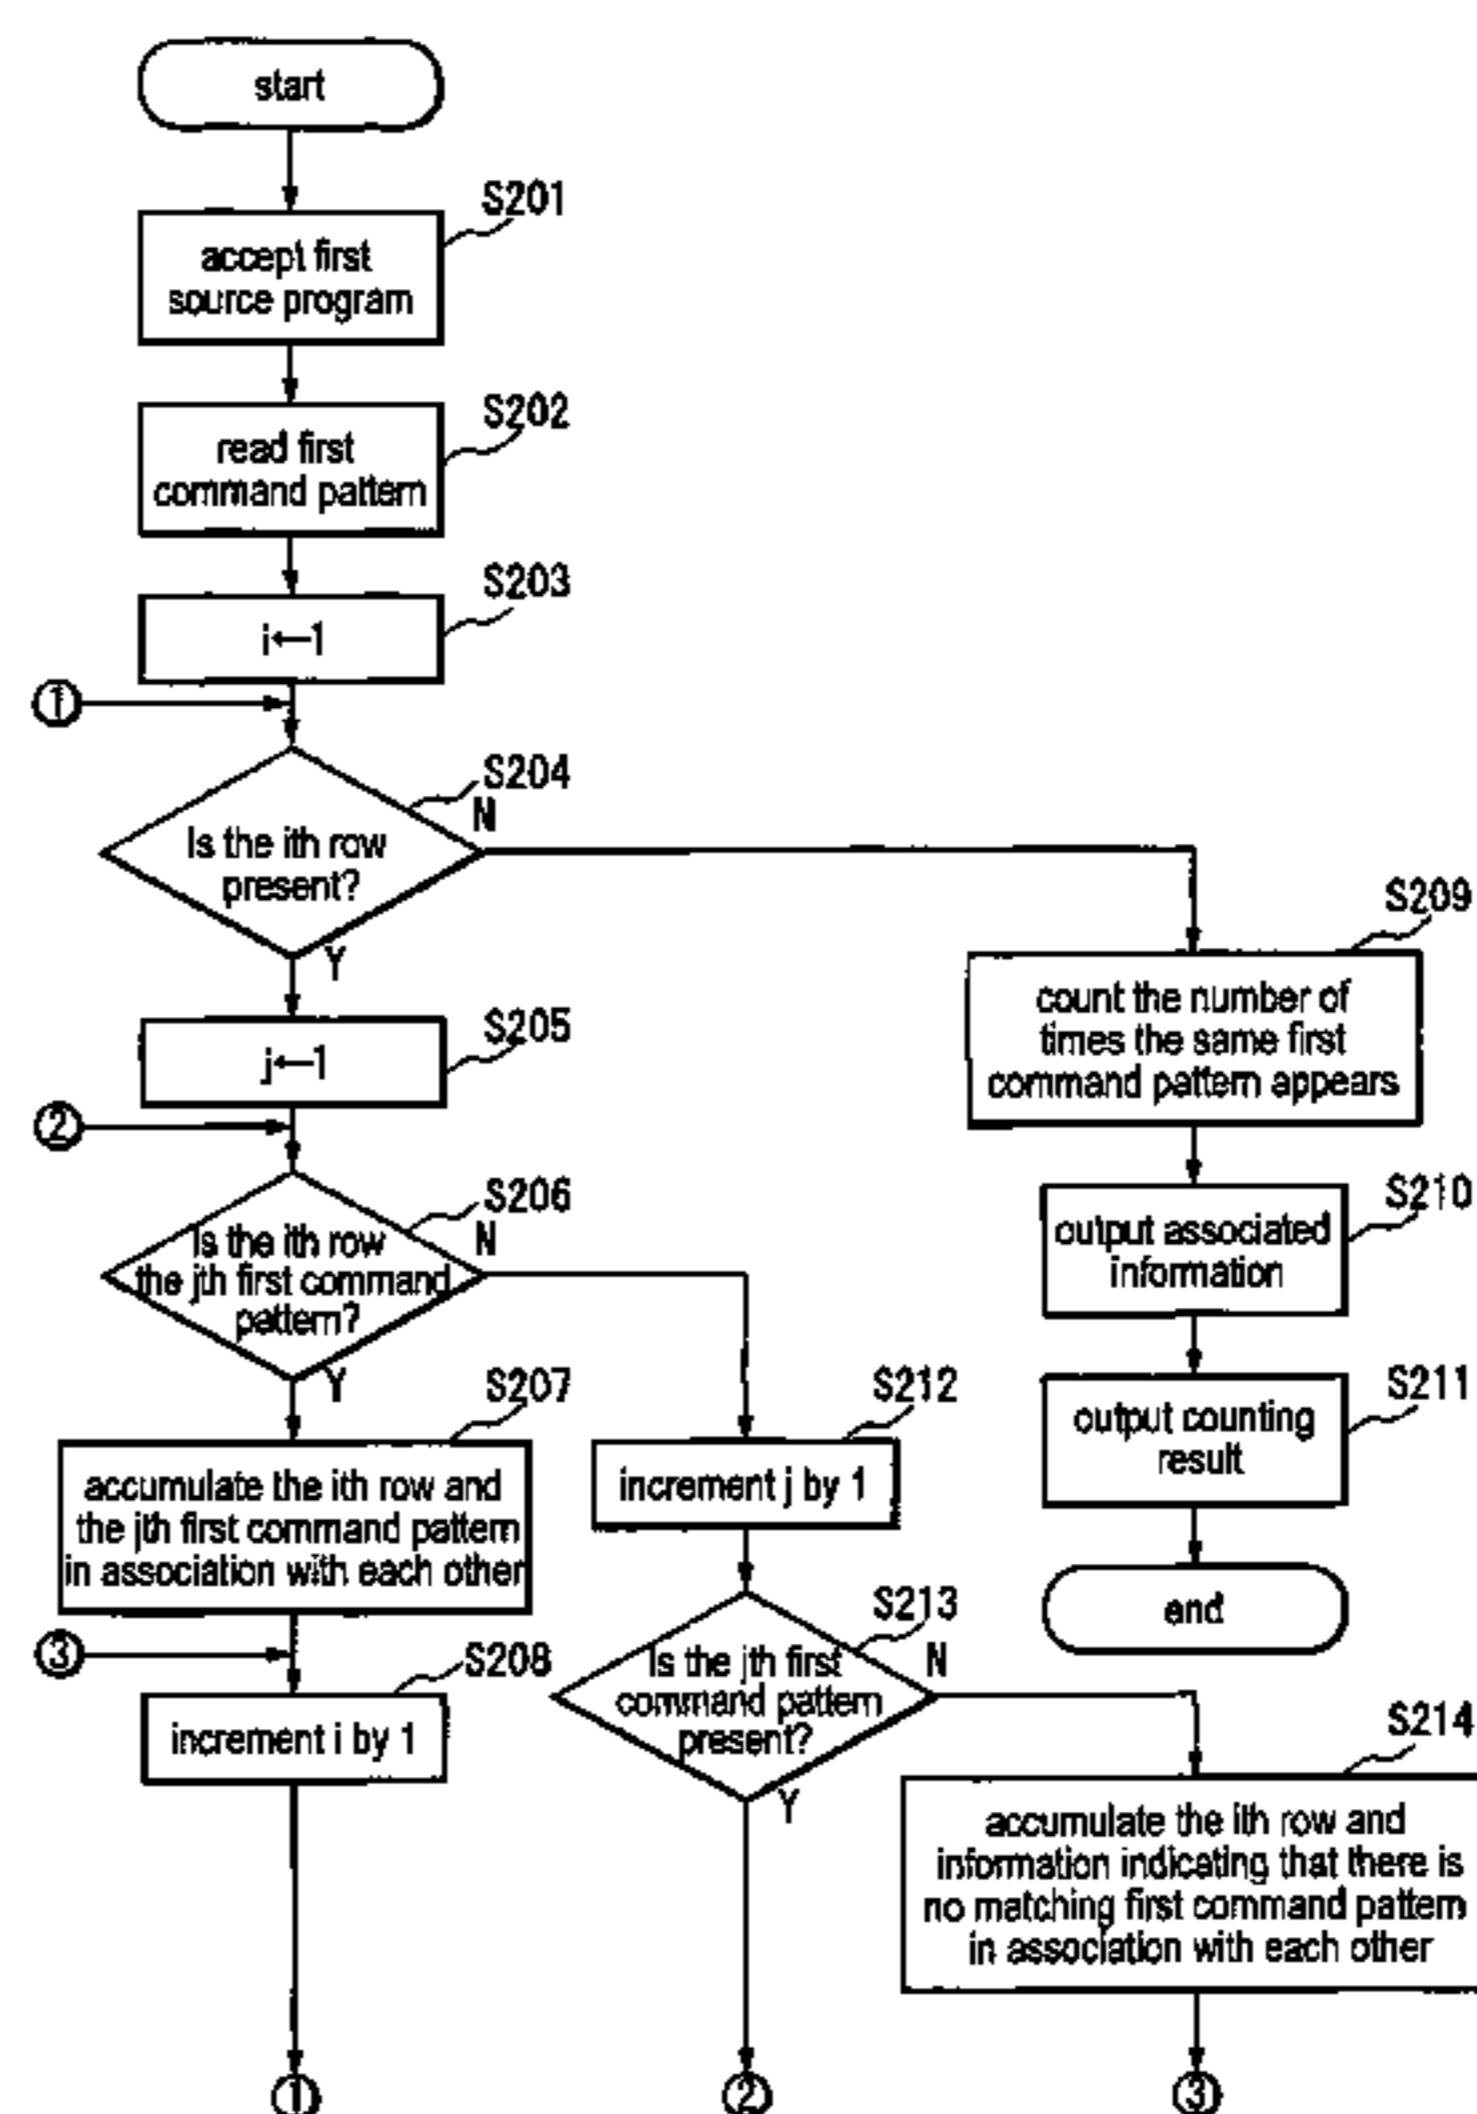 start
S201
accept first
source program
S202
read first
command pattern
S203
i←1
①
S204
N
Is the ith row
present?
Y
S205
j←1
②
S206
N
Is the ith row
the jth first command
pattern?
Y
S207
accumulate the ith row and
the jth first command pattern
in association with each other
③
S208
increment i by 1
①
S212
increment j by 1
S213
N
Is the jth first
command pattern
present?
Y
②
S209
count the number of
times the same first
command pattern appears
S210
output associated
information
S211
output counting
result
end
S214
accumulate the ith row and
information indicating that there is
no matching first command pattern
in association with each other
③